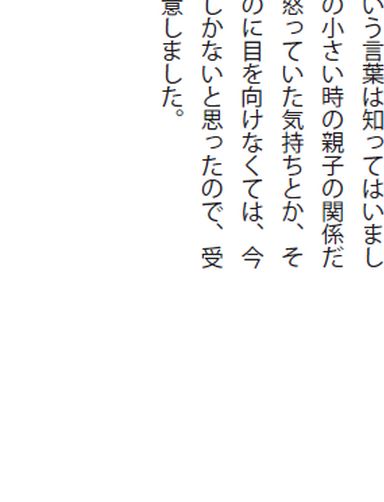 いう言葉は知ってはいまし
の小さい時の親子の関係だ
怒っていた気持ちとか、そ
のに目を向けなくては、今
しかないと思ったので、受
意しました。